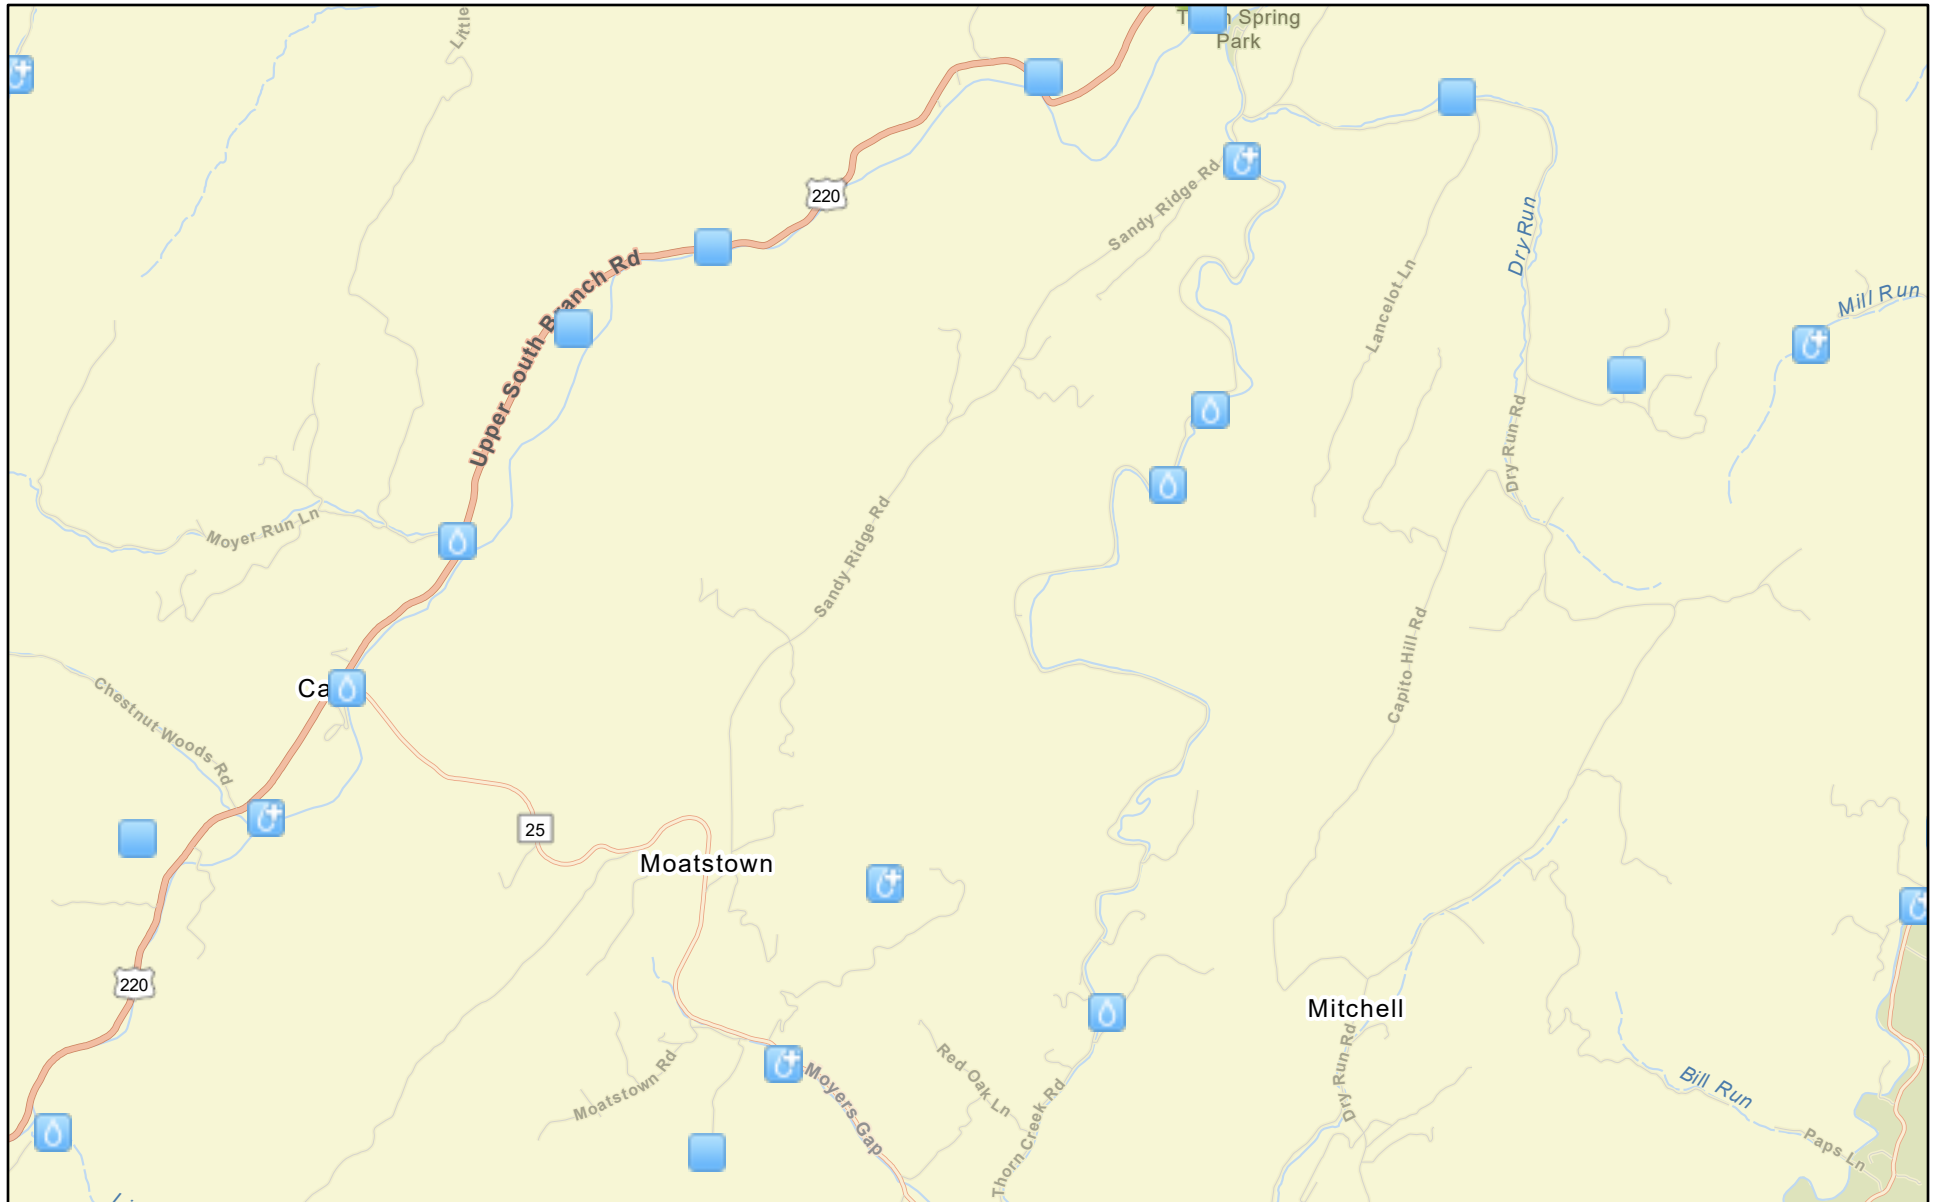 Little
Spring
Park
220
Sandy Ridge Rd
Upper South Branch Rd
Dry Run
Lancelot Ln
Mill Run
Dry Run Rd
Moyer Run Ln
Sandy Ridge Rd
Capito Hill Rd
Chestnut Woods Rd
25
Moatstown
220
Mitchell
Moatstown Rd
Moyers Gap
Red Oak Ln
Thorn Creek Rd
Dry Run Rd
Bill Run
Paps Ln